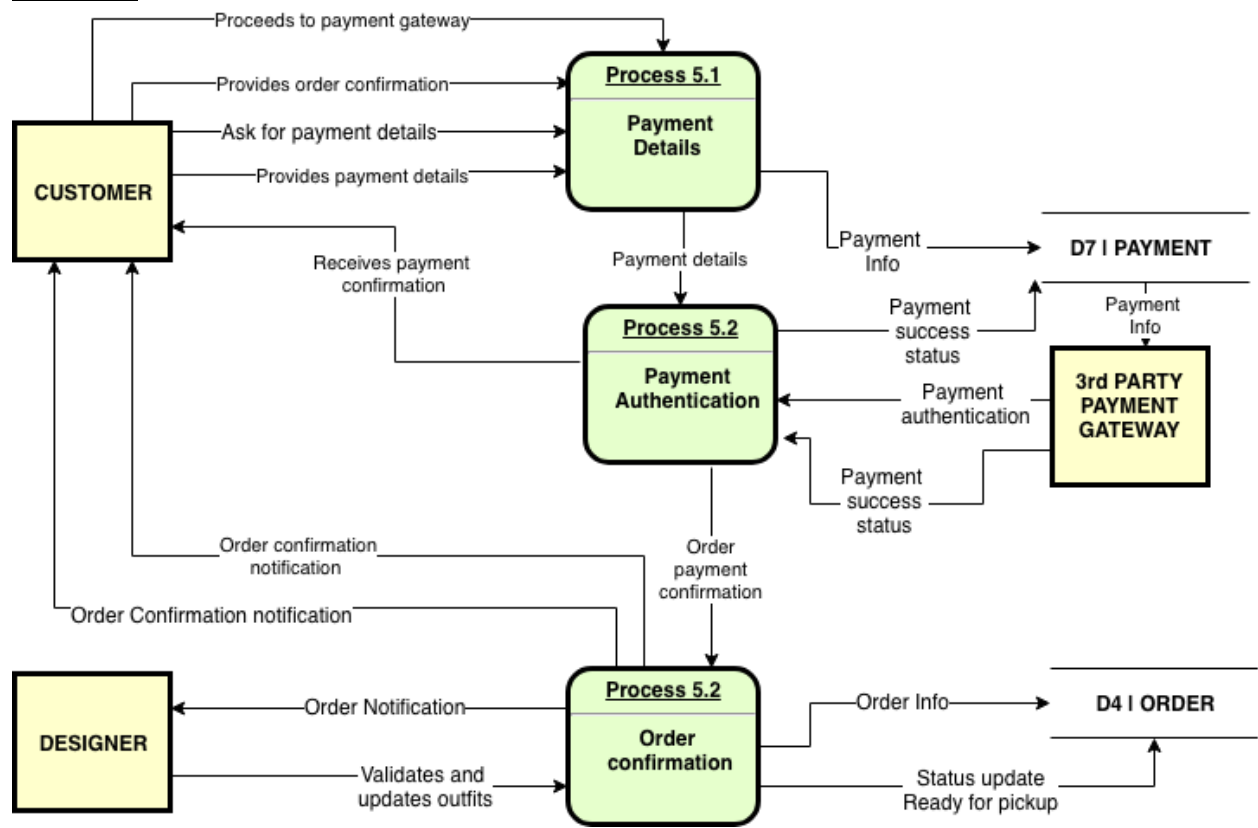 Proceeds to payment gateway
Process 5.1
Payment
Details
Provides order confirmation
Ask for payment details
Provides payment details
CUSTOMER
Receives payment
confirmation
Payment details
Payment
Info
D7 I PAYMENT
Payment
Info
Process 5.2
Payment
Authentication
Payment
success
status
3rd PARTY
PAYMENT
GATEWAY
Payment
authentication
Payment
success
status
Order confirmation
notification
Order
payment
confirmation
Order Confirmation notification
DESIGNER
Order Notification
Validates and
updates outfits
Process 5.2
Order
confirmation
Order Info
D4 I ORDER
Status update
Ready for pickup